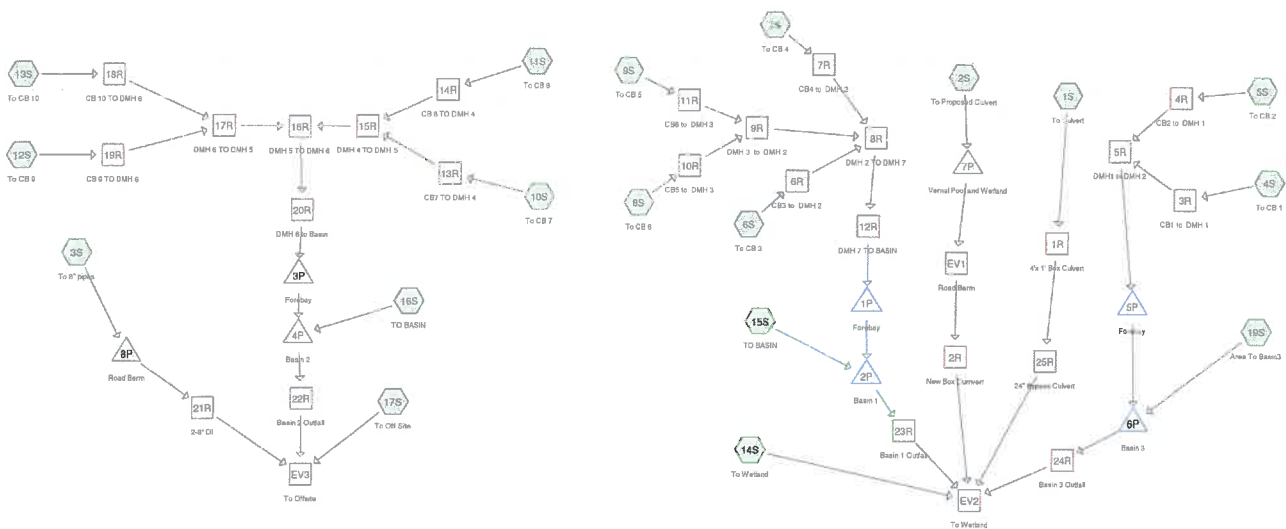 13S
To CB 10
18R
CB 10 TO DMH 6
12S
To CB 9
19R
CB 9 TO DMH 6
17R
DMH 6 TO DMH 5
16R
DMH 5 TO DMH 6
15R
DMH 4 TO DMH 5
14R
CB 8 TO DMH 4
11S
To CB 8
13R
CB7 TO DMH 4
10S
To CB 7
20R
DMH 6 to Basin
3P
Forebay
4P
Basin 2
16S
TO BASIN
22R
Basin 2 Outfall
17S
To Off Site
3S
To 8" pipes
8P
Road Berm
21R
2-8" DI
EV3
To Offsite
To CB 4
7R
CB4 to DMH 2
9S
To CB 5
11R
CB6 to DMH 3
9R
DMH 3 to DMH 2
10R
CB5 to DMH 3
8S
To CB 6
8R
DMH 2 TO DMH 7
6R
CB3 to DMH 2
6S
To CB 3
12R
DMH 7 TO BASIN
1P
Forebay
15S
TO BASIN
2P
Basin 1
23R
Basin 1 Outfall
14S
To Wetland
2S
To Proposed Culvert
7P
Vernal Pool and Wetland
EV1
Road Berm
2R
New Box Culvert
1S
To Culvert
1R
4'x 1' Box Culvert
25R
24" Bypass Culvert
4R
CB2 to DMH 1
5S
To CB 2
5R
DMH1 to DMH 2
3R
CB1 to DMH 1
4S
To CB 1
5P
Forebay
19S
Area To Basin3
6P
Basin 3
24R
Basin 3 Outfall
EV2
To Wetland